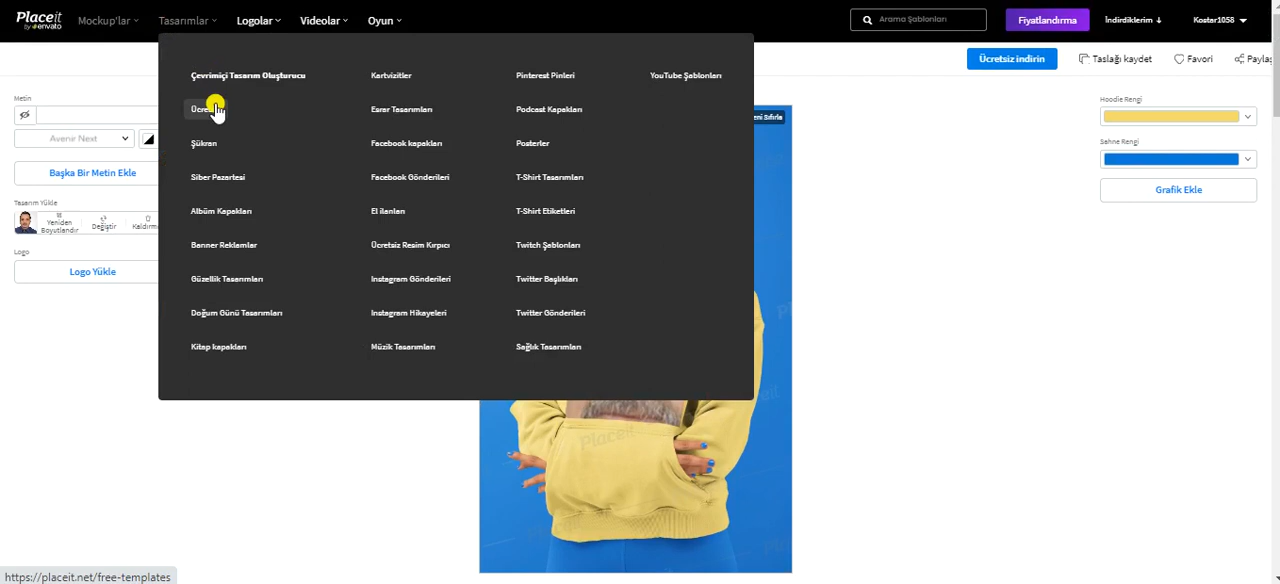 Placeit
by envato
Mockup'lar
Tasarımlar
Logolar
Videolar
Oyun
Arama Şablonları
Fiyatlandırma
İndirdiklerim
Kostar1058
Ücretsiz indirin
Taslağı kaydet
Favori
Paylaş
Metin
Avenir Next
Başka Bir Metin Ekle
Tasarım Yükle
Yeniden
Boyutlandır
Değiştir
Kaldırma
Logo
Logo Yükle
Çevrimiçi Tasarım Oluşturucu
Şükran
Siber Pazartesi
Albüm Kapakları
Banner Reklamlar
Güzellik Tasarımları
Doğum Günü Tasarımları
Kitap kapakları
Kartvizitler
Esrar Tasarımları
Facebook kapakları
Facebook Gönderileri
El ilanları
Ücretsiz Resim Kırpıcı
Instagram Gönderileri
Instagram Hikayeleri
Müzik Tasarımları
Pinterest Pinleri
Podcast Kapakları
Posterler
T-Shirt Tasarımları
T-Shirt Etiketleri
Twitch Şablonları
Twitter Başlıkları
Twitter Gönderileri
Sağlık Tasarımları
YouTube Şablonları
Sıfırla
Hoodie Rengi
Sahne Rengi
Grafik Ekle
Placeit
https://placeit.net/free-templates